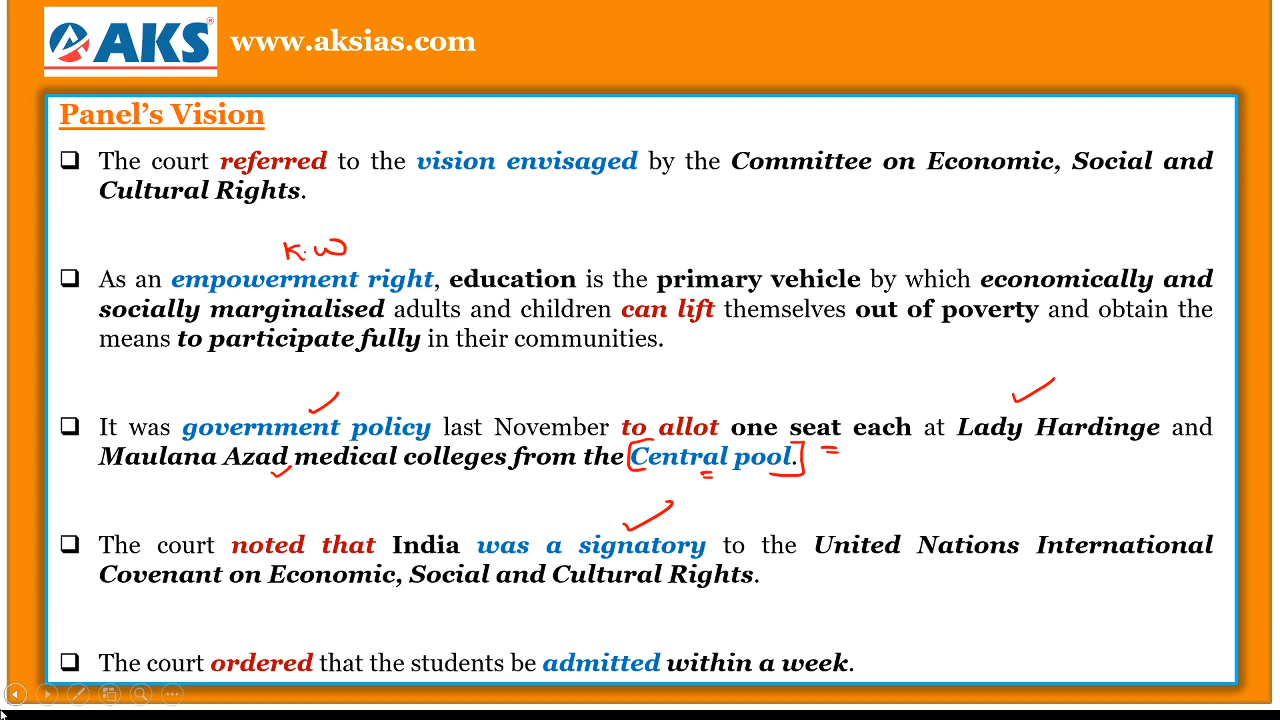 AKS www.aksias.com
Panel's Vision
❑ The court referred to the vision envisaged by the Committee on Economic, Social and
Cultural Rights.
K.W
❑ As an empowerment right, education is the primary vehicle by which economically and
socially marginalised adults and children can lift themselves out of poverty and obtain the
means to participate fully in their communities.
❑ It was government policy last November to allot one seat each at Lady Hardinge and
Maulana Azad medical colleges from the Central pool.
❑ The court noted that India was a signatory to the United Nations International
Covenant on Economic, Social and Cultural Rights.
❑ The court ordered that the students be admitted within a week.